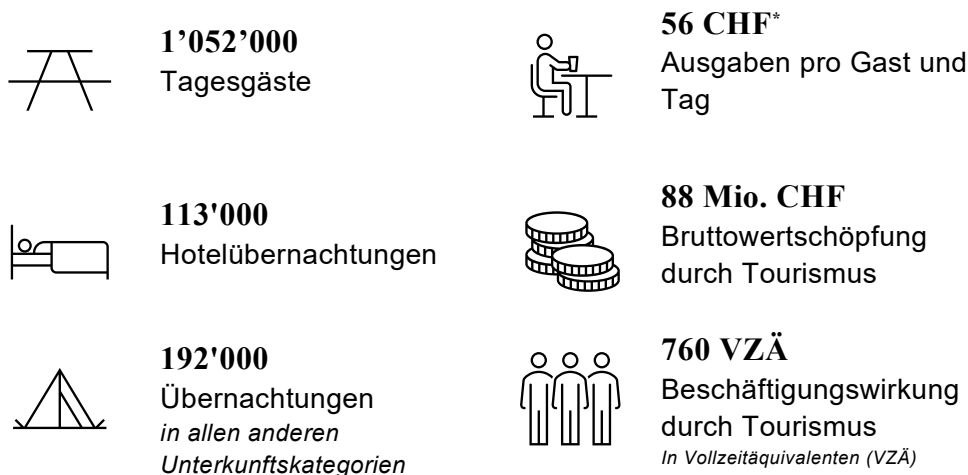 1’052’000
Tagesgäste
113'000
Hotelübernachtungen
192'000
Übernachtungen
in allen anderen
Unterkunftskategorien
56 CHF*
Ausgaben pro Gast und
Tag
88 Mio. CHF
Bruttowertschöpfung
durch Tourismus
760 VZÄ
Beschäftigungswirkung
durch Tourismus
In Vollzeitäquivalenten (VZÄ)